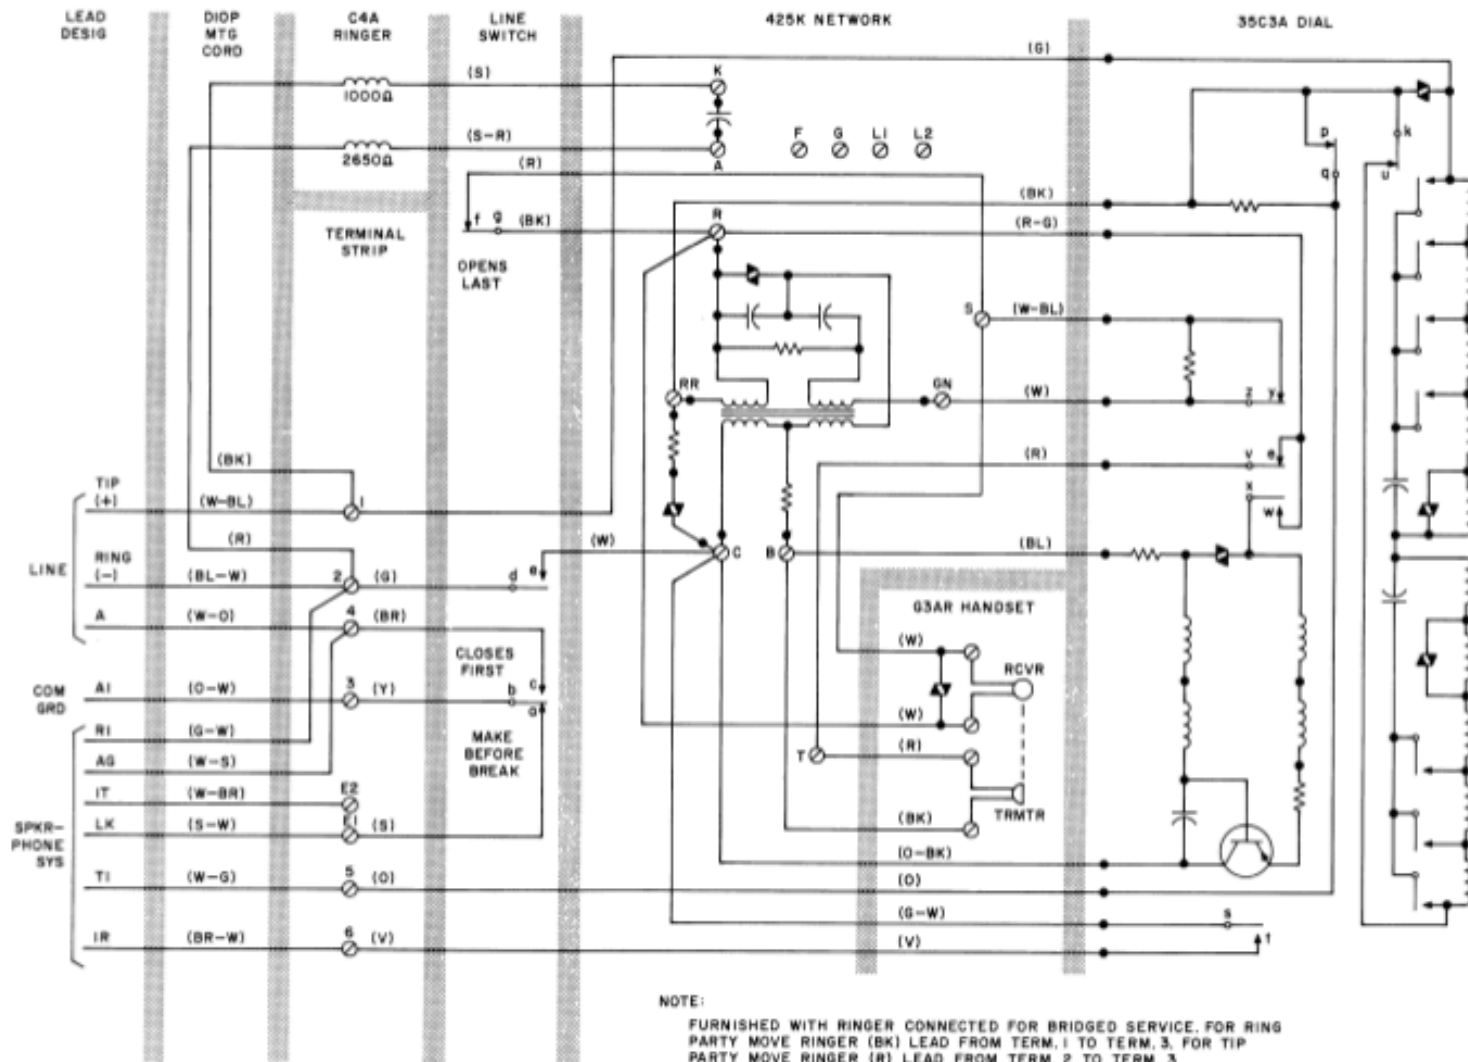 LEAD
DESIG
DIOP
MTG
CORD
C4A
RINGER
LINE
SWITCH
425K NETWORK
35C3A DIAL
(G)
(S)
K
1000Ω
(S-R)
2650Ω
A
F
G
L1
L2
p
k
q
u
(R)
(BK)
f
g
(BK)
R
(R-G)
TERMINAL
STRIP
OPENS
LAST
S
(W-BL)
RR
GN
(W)
z
y
(BK)
(R)
v
e
TIP
(+)
(W-BL)
1
x
w
(R)
(W)
LINE
RING
(-)
(BL-W)
2
(G)
d
e
C
B
(BL)
A
(W-O)
4
(BR)
G3AR HANDSET
CLOSES
FIRST
(W)
RCVR
COM
GRD
A1
(O-W)
3
(Y)
b
c
a
R1
(G-W)
MAKE
BEFORE
BREAK
(W)
AG
(W-S)
T
(R)
IT
(W-BR)
E2
TRMTR
SPKR-
PHONE
SYS
LK
(S-W)
(S)
(BK)
(O-BK)
T1
(W-G)
5
(O)
(O)
(G-W)
s
IR
(BR-W)
6
(V)
(V)
NOTE:
FURNISHED WITH RINGER CONNECTED FOR BRIDGED SERVICE. FOR RING
PARTY MOVE RINGER (BK) LEAD FROM TERM. 1 TO TERM. 3. FOR TIP
PARTY MOVE RINGER (R) LEAD FROM TERM. 2 TO TERM. 3.